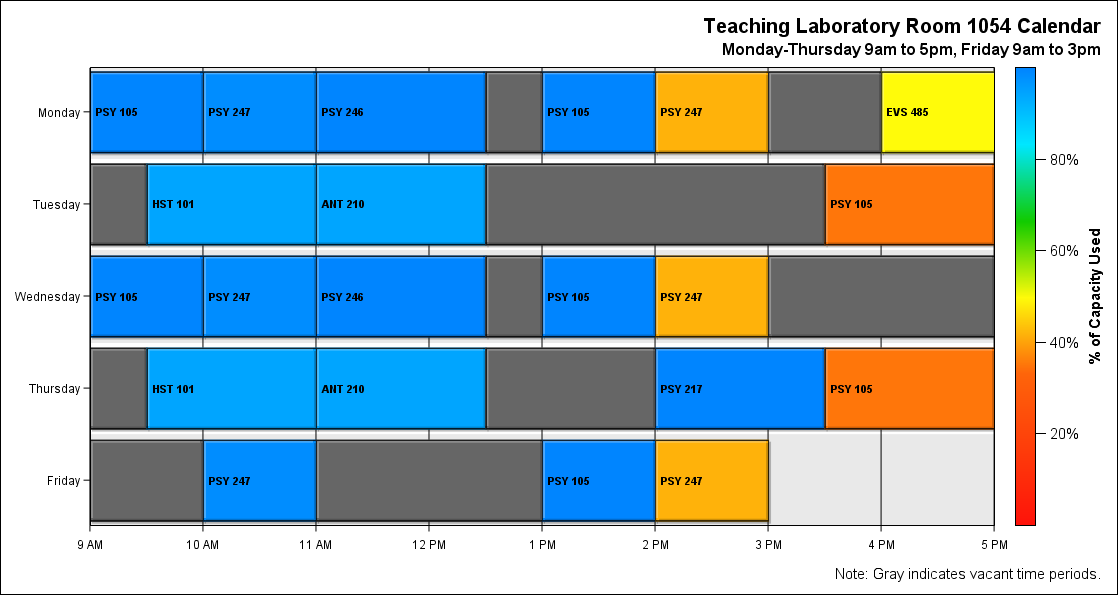 Teaching Laboratory Room 1054 Calendar
Monday-Thursday 9am to 5pm, Friday 9am to 3pm
Monday
PSY 105
PSY 247
PSY 246
PSY 105
PSY 247
EVS 485
Tuesday
HST 101
ANT 210
PSY 105
Wednesday
PSY 105
PSY 247
PSY 246
PSY 105
PSY 247
Thursday
HST 101
ANT 210
PSY 217
PSY 105
Friday
PSY 247
PSY 105
PSY 247
9 AM
10 AM
11 AM
12 PM
1 PM
2 PM
3 PM
4 PM
5 PM
80%
60%
40%
20%
% of Capacity Used
Note: Gray indicates vacant time periods.